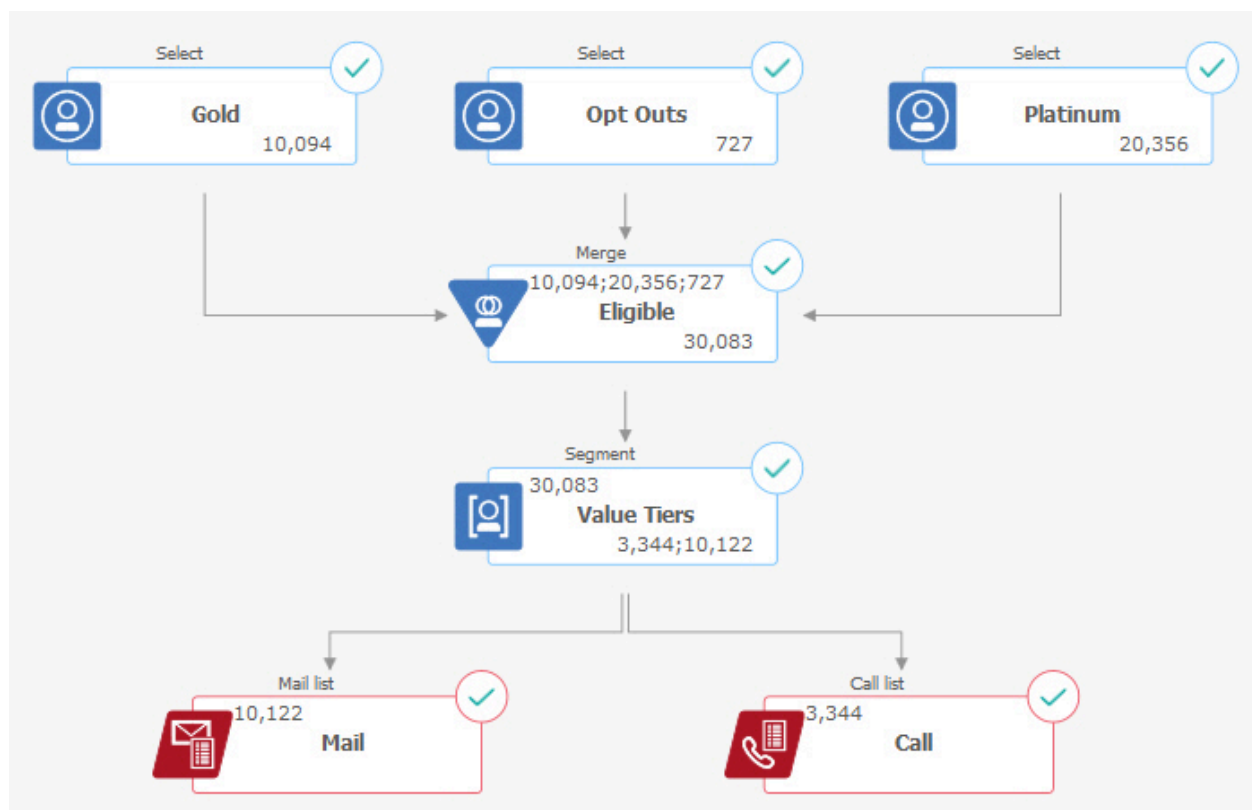 Select
Gold
10,094
Select
Opt Outs
727
Select
Platinum
20,356
Merge
10,094;20,356;727
Eligible
30,083
Segment
30,083
Value Tiers
3,344;10,122
Mail list
10,122
Mail
Call list
3,344
Call